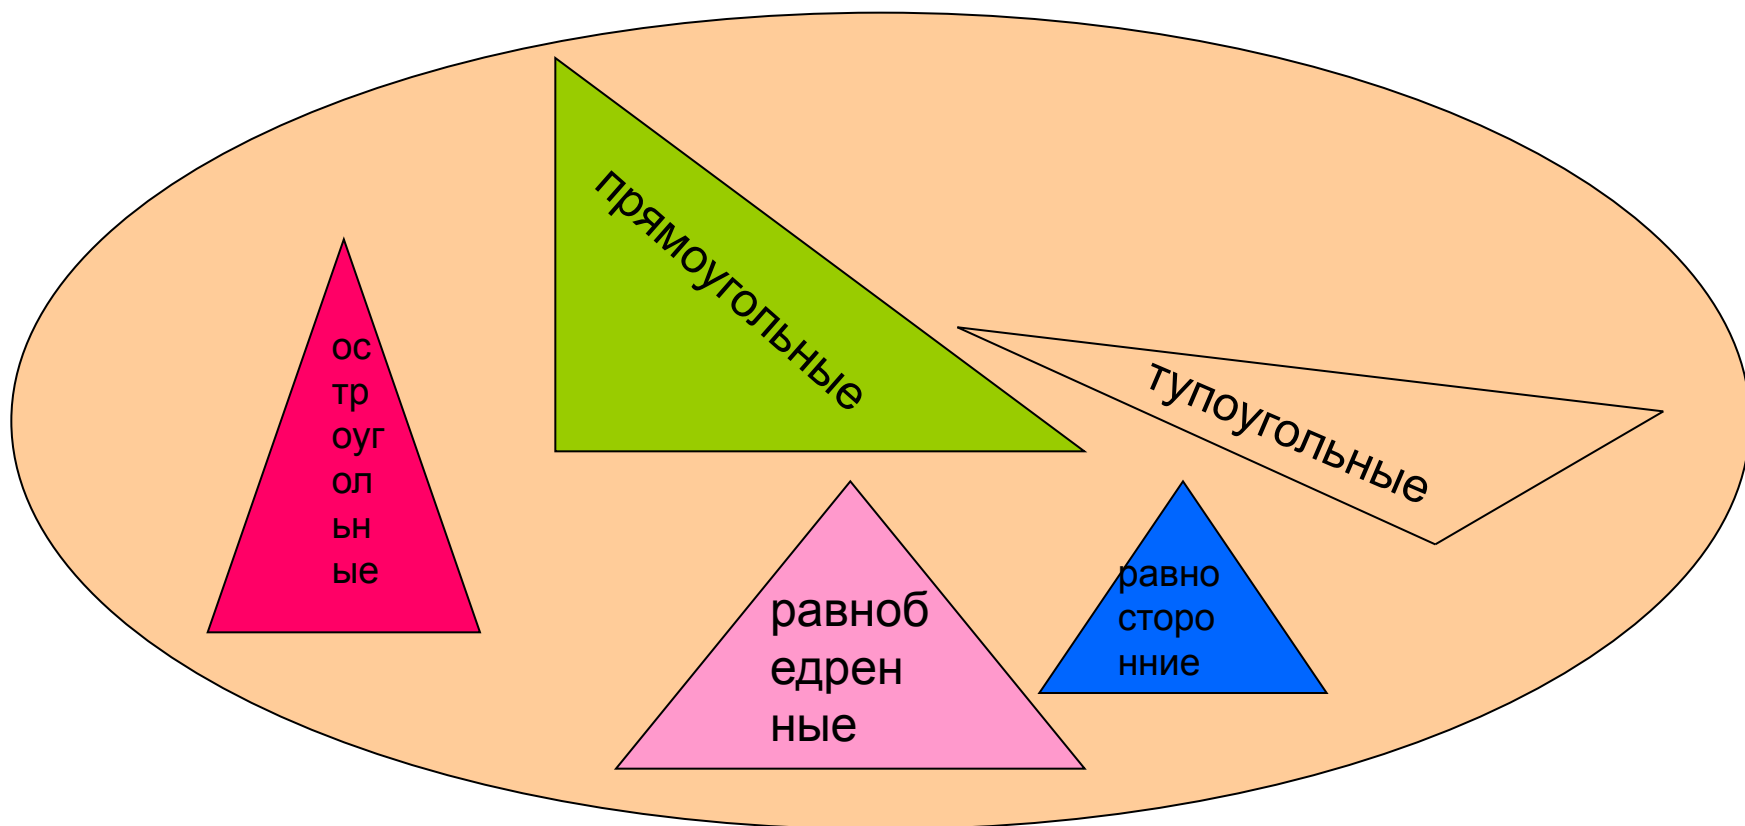 прямоугольные
ос
тр
оуг
ол
ьн
ые
тупоугольные
равноб
едрен
ные
равно
сторо
нние